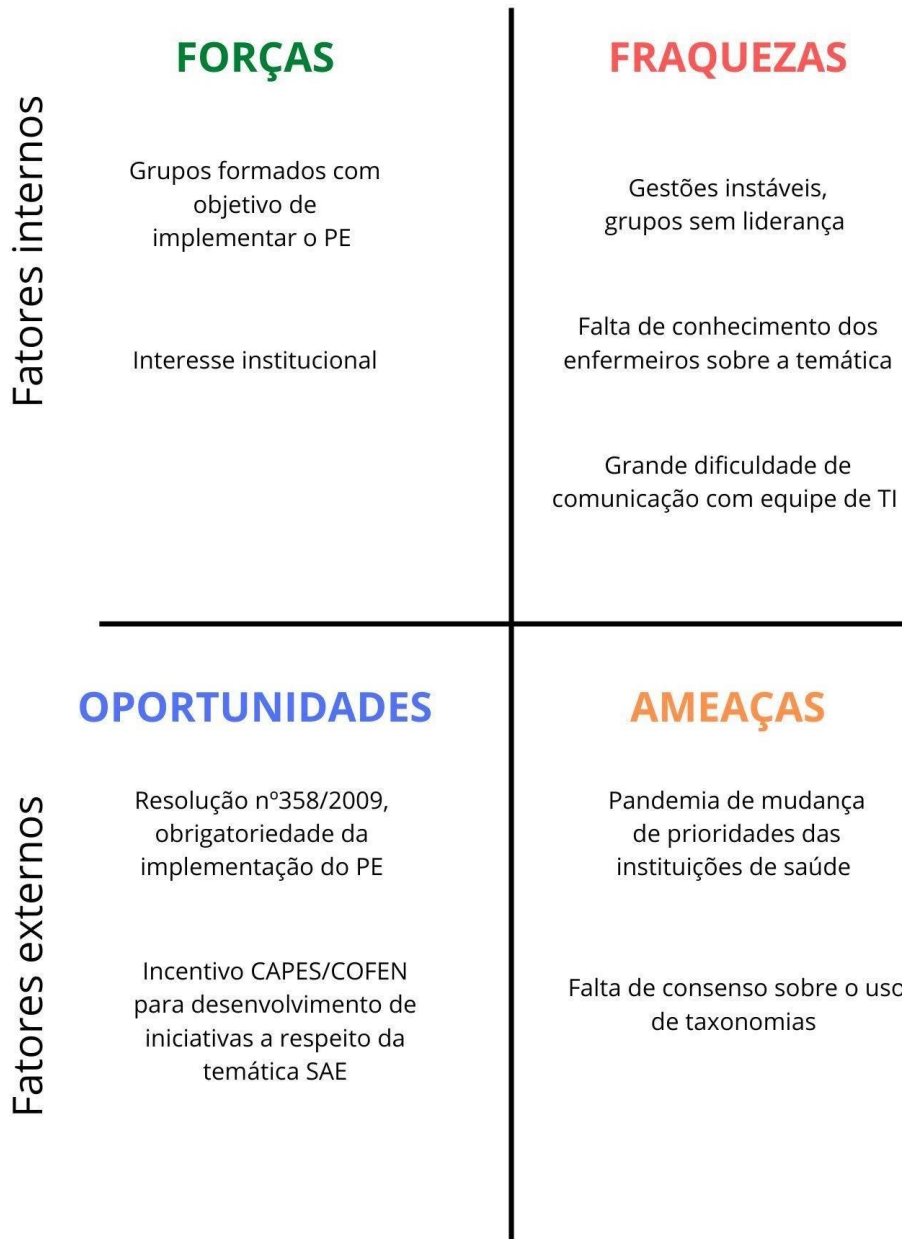 Fatores internos
FORÇAS
Grupos formados com
objetivo de
implementar o PE
Interesse institucional
FRAQUEZAS
Gestões instáveis,
grupos sem liderança
Falta de conhecimento dos
enfermeiros sobre a temática
Grande dificuldade de
comunicação com equipe de TI
Fatores externos
OPORTUNIDADES
Resolução nº358/2009,
obrigatoriedade da
implementação do PE
Incentivo CAPES/COFEN
para desenvolvimento de
iniciativas a respeito da
temática SAE
AMEAÇAS
Pandemia de mudança
de prioridades das
instituições de saúde
Falta de consenso sobre o uso
de taxonomias